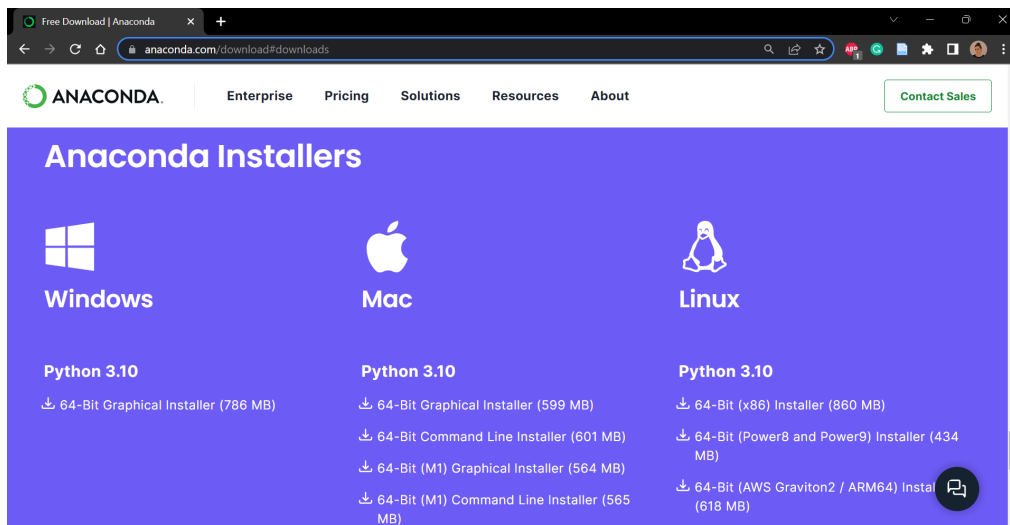 Free Download | Anaconda
anaconda.com/download#downloads
ABP
1
ANACONDA.
Enterprise
Pricing
Solutions
Resources
About
Contact Sales
Anaconda Installers
Windows
Python 3.10
64-Bit Graphical Installer (786 MB)
Mac
Python 3.10
64-Bit Graphical Installer (599 MB)
64-Bit Command Line Installer (601 MB)
64-Bit (M1) Graphical Installer (564 MB)
64-Bit (M1) Command Line Installer (565
MB)
Linux
Python 3.10
64-Bit (x86) Installer (860 MB)
64-Bit (Power8 and Power9) Installer (434
MB)
64-Bit (AWS Graviton2 / ARM64) Instal
(618 MB)